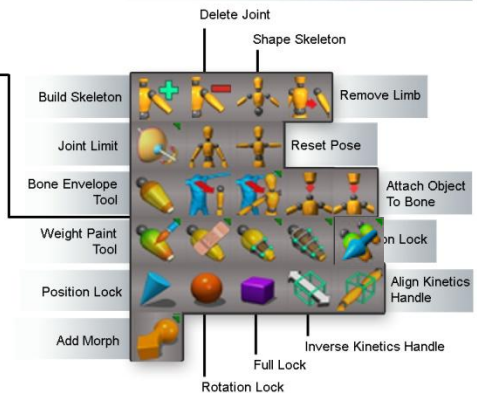 Delete Joint
Shape Skeleton
Build Skeleton
Remove Limb
Joint Limit
Reset Pose
Bone Envelope
Tool
Attach Object
To Bone
Weight Paint
Tool
Lock
Position Lock
Align Kinetics
Handle
Add Morph
Inverse Kinetics Handle
Full Lock
Rotation Lock